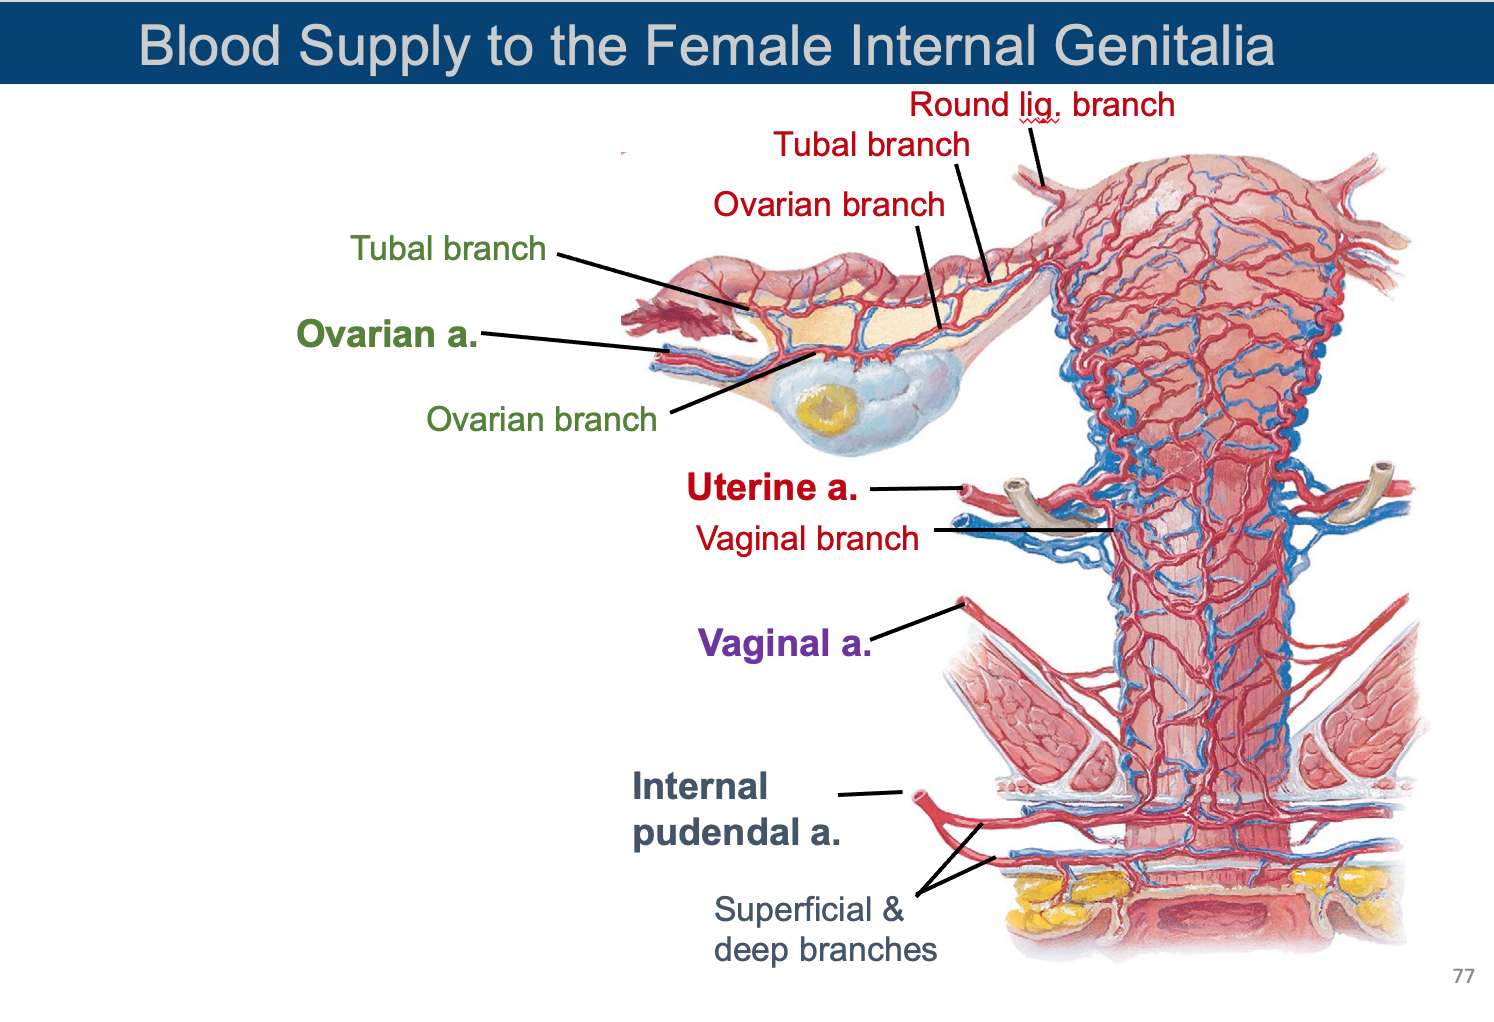 Blood Supply to the Female Internal Genitalia
Round lig. branch
Tubal branch
Ovarian branch
Tubal branch
Ovarian a.
Ovarian branch
Uterine a.
Vaginal branch
Vaginal a.
Internal
pudendal a.
Superficial &
deep branches
77